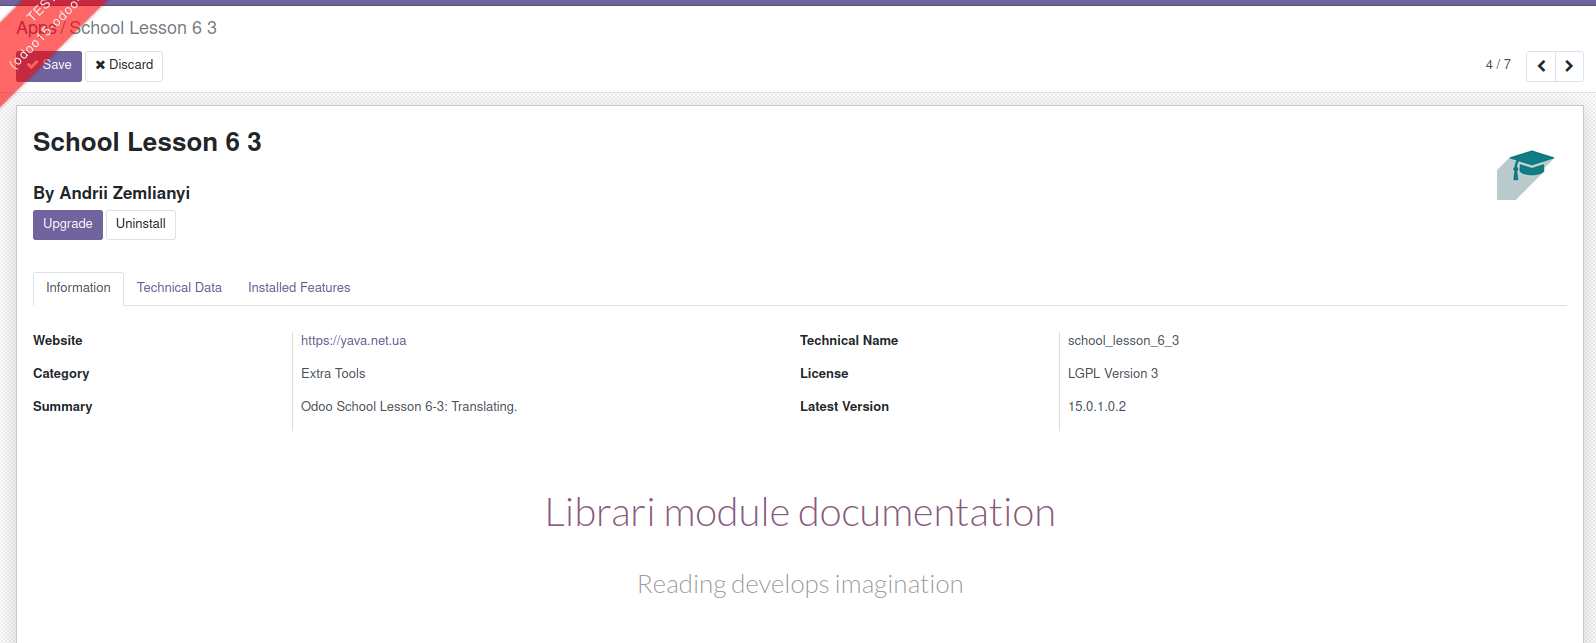 TEST
(odoo15-odoo-
Apps / School Lesson 6 3
Save
Discard
4 / 7
School Lesson 6 3
By Andrii Zemlianyi
Upgrade
Uninstall
Information
Technical Data
Installed Features
Website
https://yava.net.ua
Technical Name
school_lesson_6_3
Category
Extra Tools
License
LGPL Version 3
Summary
Odoo School Lesson 6-3: Translating.
Latest Version
15.0.1.0.2
Librari module documentation
Reading develops imagination